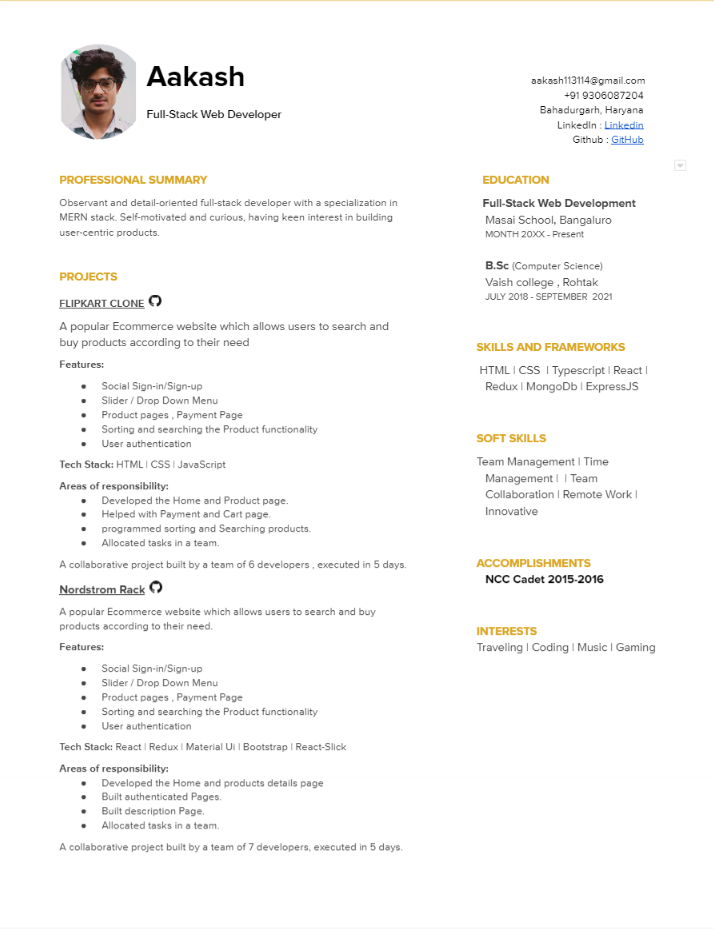 Aakash
Full-Stack Web Developer
aakash113114@gmail.com
+91 9306087204
Bahadurgarh, Haryana
LinkedIn : Linkedin
Github : GitHub
PROFESSIONAL SUMMARY
Observant and detail-oriented full-stack developer with a specialization in
MERN stack. Self-motivated and curious, having keen interest in building
user-centric products.
PROJECTS
FLIPKART CLONE
A popular Ecommerce website which allows users to search and
buy products according to their need
Features:
● Social Sign-in/Sign-up
● Slider / Drop Down Menu
● Product pages , Payment Page
● Sorting and searching the Product functionality
● User authentication
Tech Stack: HTML | CSS | JavaScript
Areas of responsibility:
● Developed the Home and Product page.
● Helped with Payment and Cart page.
● programmed sorting and Searching products.
● Allocated tasks in a team.
A collaborative project built by a team of 6 developers , executed in 5 days.
Nordstrom Rack
A popular Ecommerce website which allows users to search and buy
products according to their need.
Features:
● Social Sign-in/Sign-up
● Slider / Drop Down Menu
● Product pages , Payment Page
● Sorting and searching the Product functionality
● User authentication
Tech Stack: React | Redux | Material Ui | Bootstrap | React-Slick
Areas of responsibility:
● Developed the Home and products details page
● Built authenticated Pages.
● Built description Page.
● Allocated tasks in a team.
A collaborative project built by a team of 7 developers, executed in 5 days.
EDUCATION
Full-Stack Web Development
Masai School, Bangaluro
MONTH 20XX - Present
B.Sc (Computer Science)
Vaish college , Rohtak
JULY 2018 - SEPTEMBER 2021
SKILLS AND FRAMEWORKS
HTML | CSS | Typescript | React |
Redux | MongoDb | ExpressJS
SOFT SKILLS
Team Management | Time
Management | | Team
Collaboration | Remote Work |
Innovative
ACCOMPLISHMENTS
NCC Cadet 2015-2016
INTERESTS
Traveling | Coding | Music | Gaming